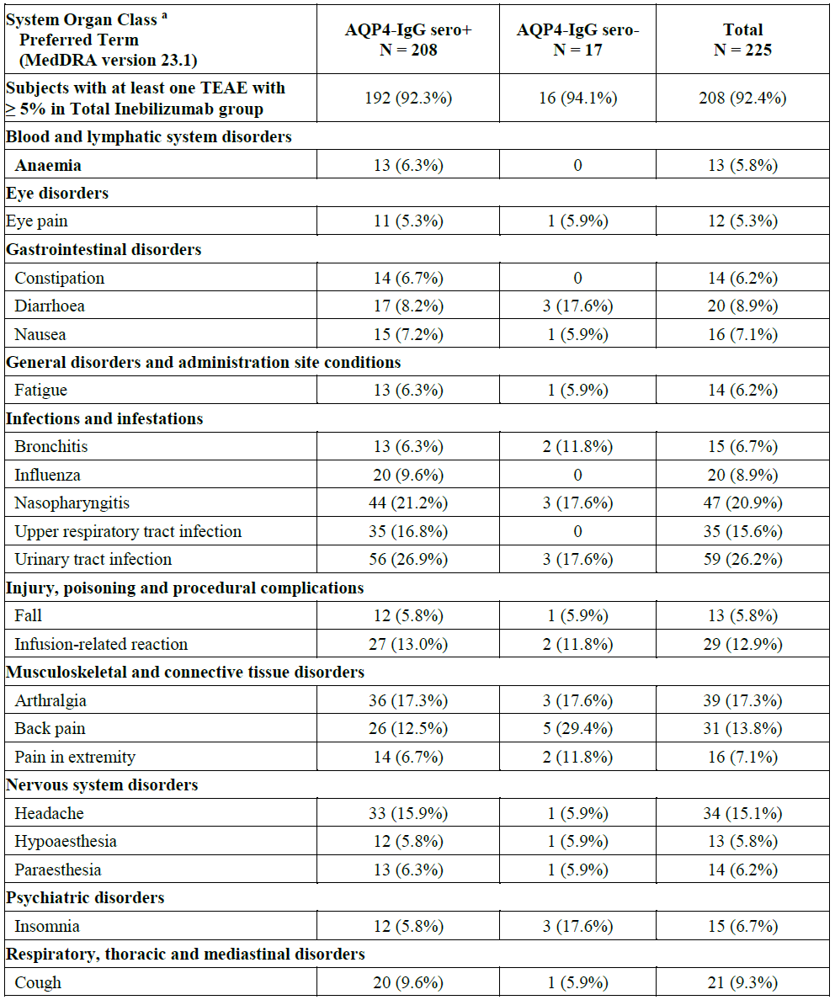 System Organ Class a
Preferred Term
(MedDRA version 23.1)
AQP4-IgG sero+
N = 208
AQP4-IgG sero-
N = 17
Total
N = 225
Subjects with at least one TEAE with
≥ 5% in Total Inebilizumab group
192 (92.3%) 16 (94.1%) 208 (92.4%)
Blood and lymphatic system disorders
Anaemia 13 (6.3%) 0 13 (5.8%)
Eye disorders
Eye pain 11 (5.3%) 1 (5.9%) 12 (5.3%)
Gastrointestinal disorders
Constipation 14 (6.7%) 0 14 (6.2%)
Diarrhoea 17 (8.2%) 3 (17.6%) 20 (8.9%)
Nausea 15 (7.2%) 1 (5.9%) 16 (7.1%)
General disorders and administration site conditions
Fatigue 13 (6.3%) 1 (5.9%) 14 (6.2%)
Infections and infestations
Bronchitis 13 (6.3%) 2 (11.8%) 15 (6.7%)
Influenza 20 (9.6%) 0 20 (8.9%)
Nasopharyngitis 44 (21.2%) 3 (17.6%) 47 (20.9%)
Upper respiratory tract infection 35 (16.8%) 0 35 (15.6%)
Urinary tract infection 56 (26.9%) 3 (17.6%) 59 (26.2%)
Injury, poisoning and procedural complications
Fall 12 (5.8%) 1 (5.9%) 13 (5.8%)
Infusion-related reaction 27 (13.0%) 2 (11.8%) 29 (12.9%)
Musculoskeletal and connective tissue disorders
Arthralgia 36 (17.3%) 3 (17.6%) 39 (17.3%)
Back pain 26 (12.5%) 5 (29.4%) 31 (13.8%)
Pain in extremity 14 (6.7%) 2 (11.8%) 16 (7.1%)
Nervous system disorders
Headache 33 (15.9%) 1 (5.9%) 34 (15.1%)
Hypoaesthesia 12 (5.8%) 1 (5.9%) 13 (5.8%)
Paraesthesia 13 (6.3%) 1 (5.9%) 14 (6.2%)
Psychiatric disorders
Insomnia 12 (5.8%) 3 (17.6%) 15 (6.7%)
Respiratory, thoracic and mediastinal disorders
Cough 20 (9.6%) 1 (5.9%) 21 (9.3%)